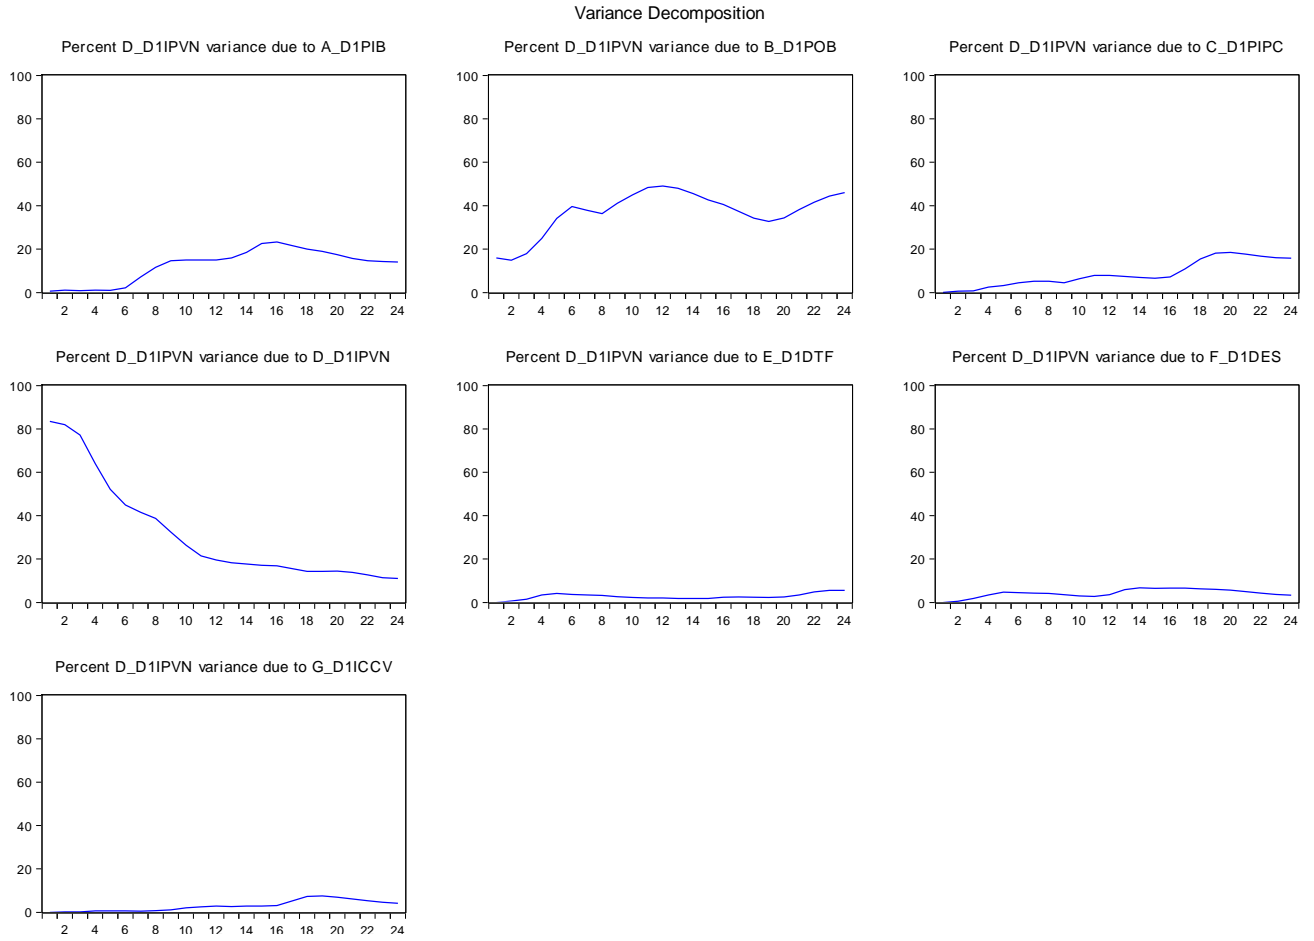 Variance Decomposition
Percent D_D1IPVN variance due to A_D1PIB
100
80
60
40
20
0
2 4 6 8 10 12 14 16 18 20 22 24
Percent D_D1IPVN variance due to B_D1POB
100
80
60
40
20
0
2 4 6 8 10 12 14 16 18 20 22 24
Percent D_D1IPVN variance due to C_D1PIPC
100
80
60
40
20
0
2 4 6 8 10 12 14 16 18 20 22 24
Percent D_D1IPVN variance due to D_D1IPVN
100
80
60
40
20
0
2 4 6 8 10 12 14 16 18 20 22 24
Percent D_D1IPVN variance due to E_D1DTF
100
80
60
40
20
0
2 4 6 8 10 12 14 16 18 20 22 24
Percent D_D1IPVN variance due to F_D1DES
100
80
60
40
20
0
2 4 6 8 10 12 14 16 18 20 22 24
Percent D_D1IPVN variance due to G_D1ICCV
100
80
60
40
20
0
2 4 6 8 10 12 14 16 18 20 22 24